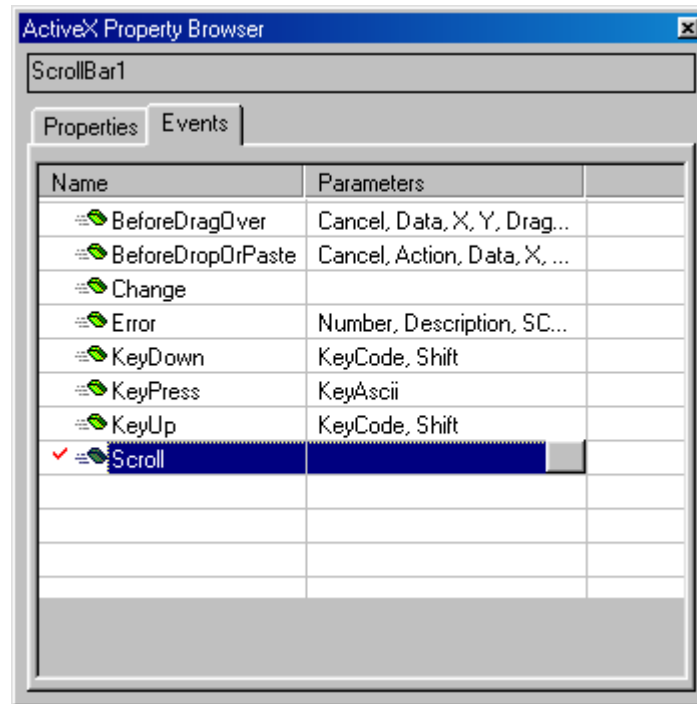 ActiveX Property Browser
ScrollBar1
Properties Events
Name Parameters
BeforeDragOver Cancel, Data, X, Y, Drag...
BeforeDropOrPaste Cancel, Action, Data, X, ...
Change
Error Number, Description, SC...
KeyDown KeyCode, Shift
KeyPress KeyAscii
KeyUp KeyCode, Shift
Scroll